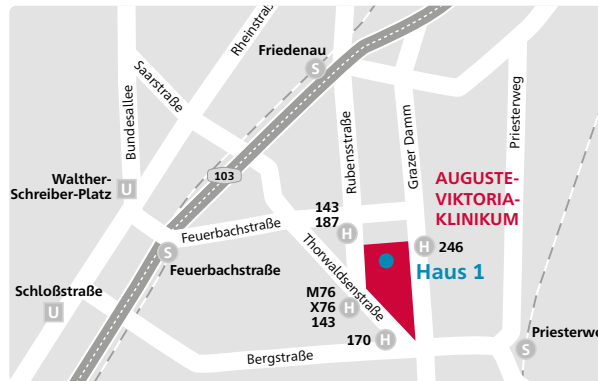 Rheinstraße
Friedenau
S
Saarstraße
Bundesallee
Rubensstraße
Grazer Damm
Priesterweg
Walther-
Schreiber-Platz
U
103
AUGUSTE-
VIKTORIA-
KLINIKUM
143
187
H
Feuerbachstraße
H
246
S
Feuerbachstraße
Thorwaldsenstraße
Haus 1
Schloßstraße
U
M76
X76
143
H
170
H
Priesterweg
S
Bergstraße